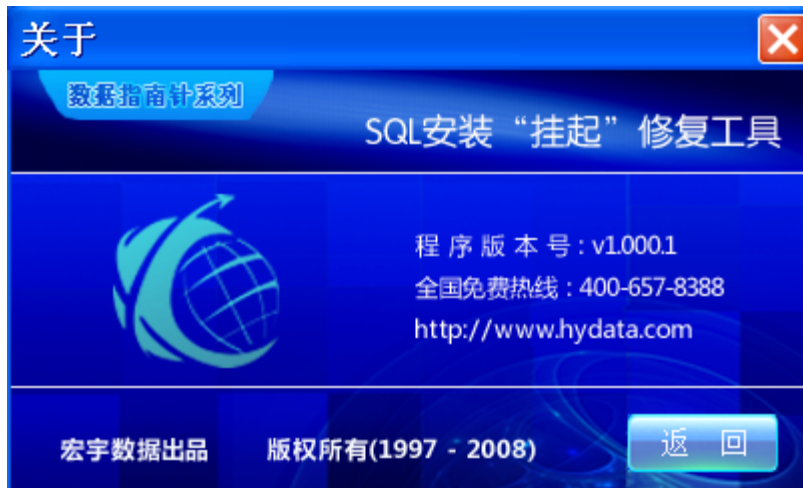 关于
数据指南针系列
SQL安装“挂起”修复工具
程 序 版 本 号 : v1.000.1
全国免费热线 : 400-657-8388
http://www.hydata.com
宏宇数据出品 版权所有(1997 - 2008) 返 回